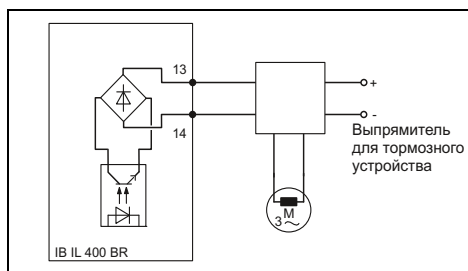 13
14
+
-
Выпрямитель
для тормозного
устройства
M
3 ~
IB IL 400 BR